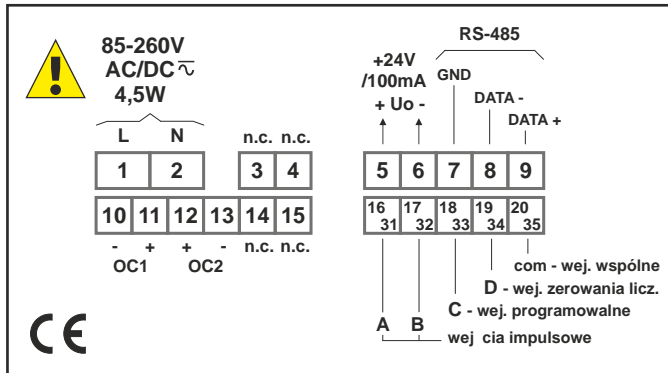 85-260V
AC/DC
4,5W
L N
n.c. n.c.
1 2 3 4
10 11 12 13 14 15
- + + - n.c. n.c.
OC1 OC2
RS-485
+24V
/100mA
+ Uo -
GND
DATA -
DATA +
5 6 7 8 9
16 17 18 19 20
31 32 33 34 35
com - wej. wspólne
D - wej. zerowania licz.
C - wej. programowalne
A B
wej cia impulsowe
CE